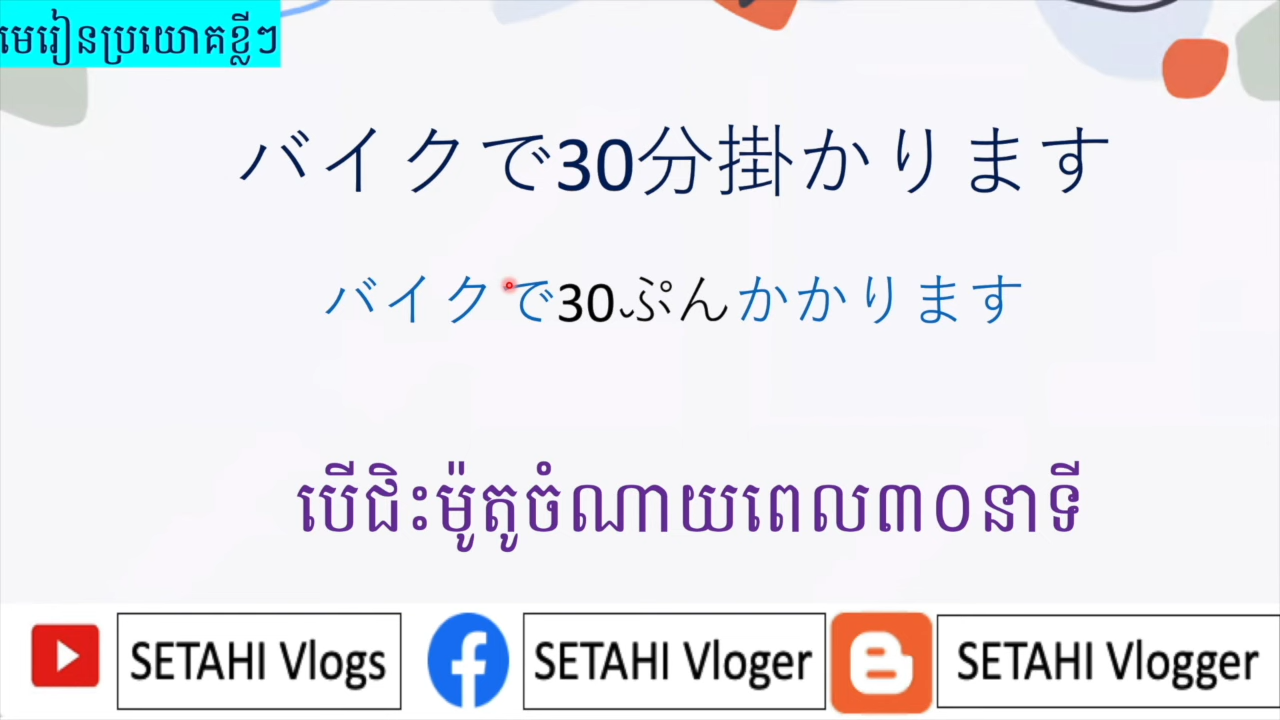 មេរៀនប្រយោគខ្លីៗ
バイクで30分掛かります
バイクで30ぷんかかります
បើជិះម៉ូតូចំណាយពេល៣០នាទី
SETAHI Vlogs
SETAHI Vloger
SETAHI Vlogger